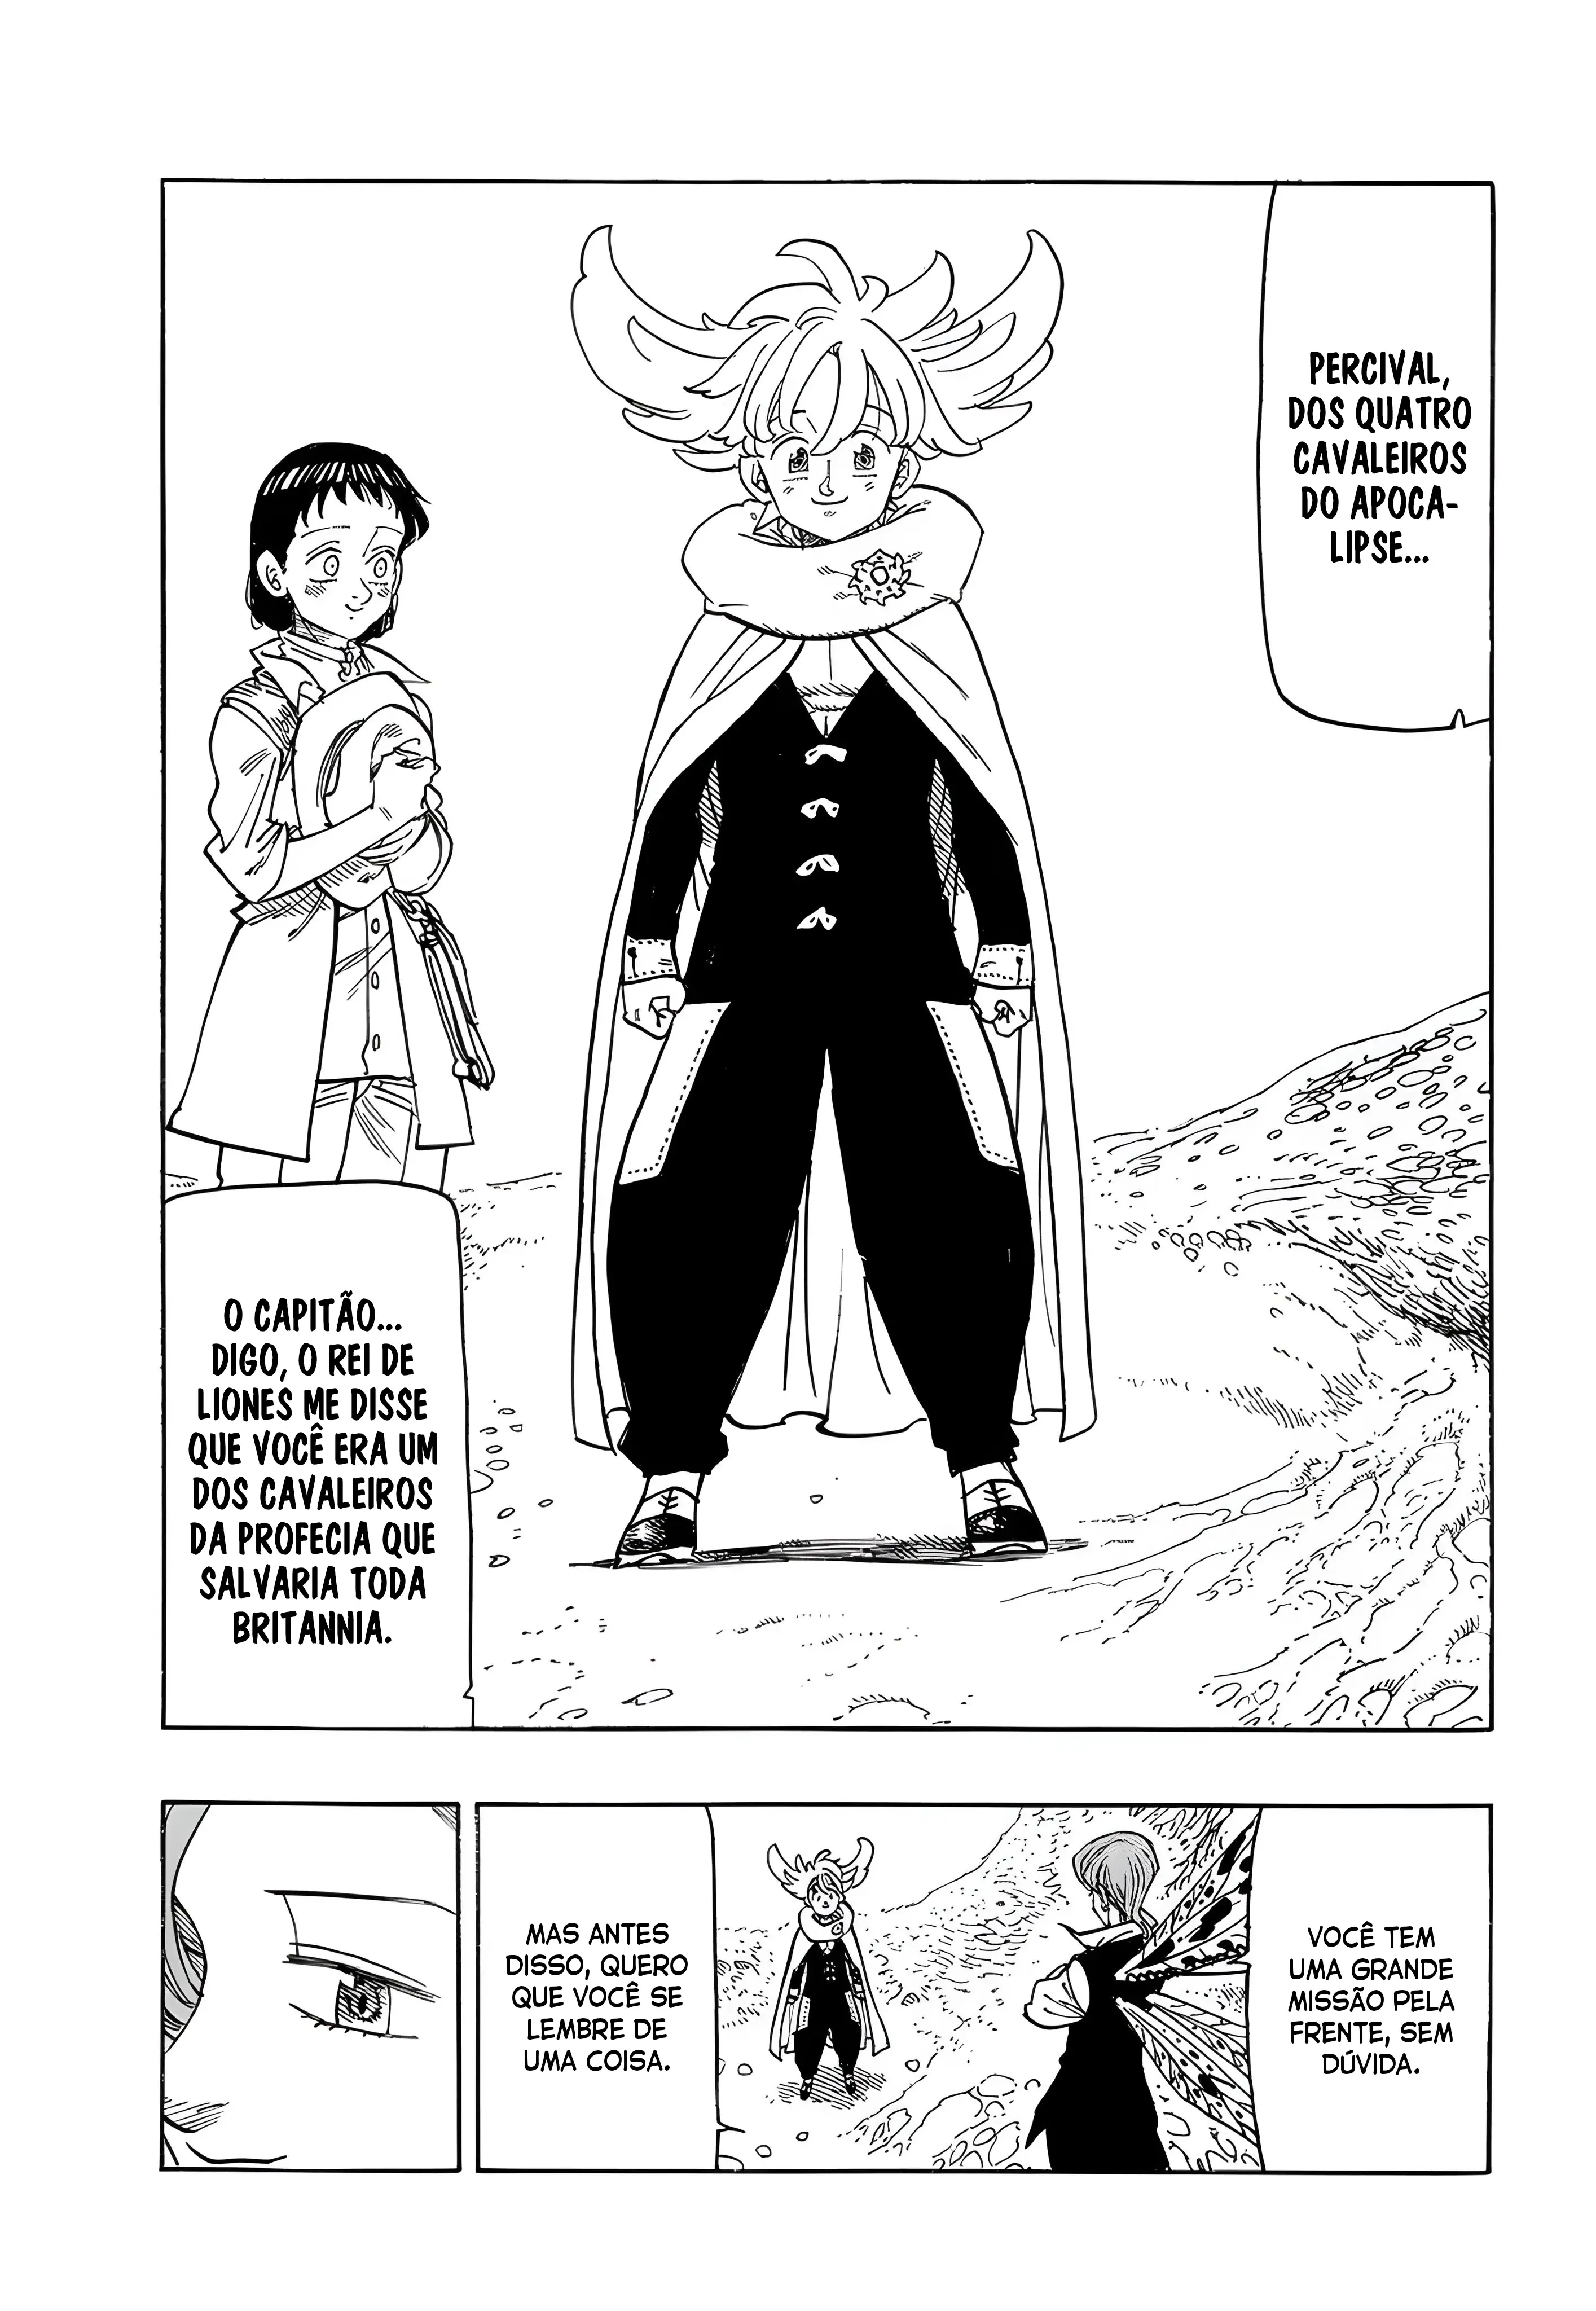 PERCIVAL,
DOS QUATRO
CAVALEIROS
DO APOCA-
LIPSE...
O CAPITÃO...
DIGO, O REI DE
LIONES ME DISSE
QUE VOCÊ ERA UM
DOS CAVALEIROS
DA PROFECIA QUE
SALVARIA TODA
BRITANNIA.
VOCÊ TEM
UMA GRANDE
MISSÃO PELA
FRENTE, SEM
DÚVIDA.
MAS ANTES
DISSO, QUERO
QUE VOCÊ SE
LEMBRE DE
UMA COISA.